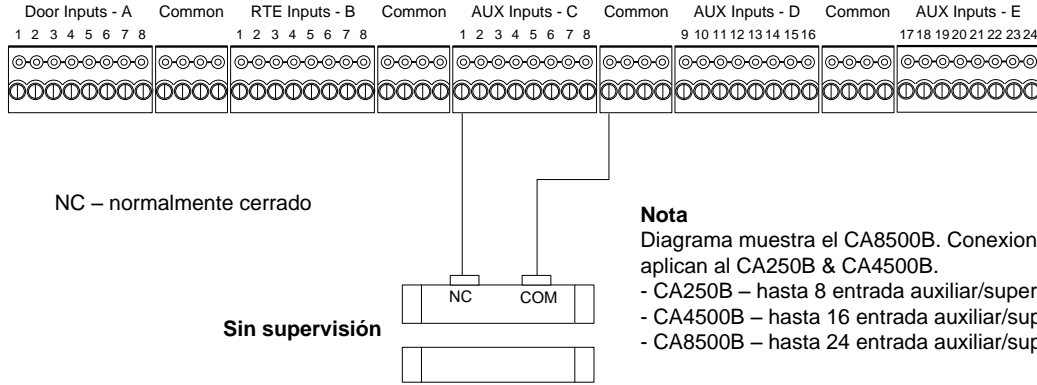 Door Inputs - A Common RTE Inputs - B Common AUX Inputs - C Common AUX Inputs - D Common AUX Inputs - E
1 2 3 4 5 6 7 8 1 2 3 4 5 6 7 8 1 2 3 4 5 6 7 8 9 10 11 12 13 14 15 16 17 18 19 20 21 22 23 24
NC – normalmente cerrado
Nota
Diagrama muestra el CA8500B. Conexion
aplican al CA250B & CA4500B.
- CA250B – hasta 8 entrada auxiliar/super
- CA4500B – hasta 16 entrada auxiliar/sup
- CA8500B – hasta 24 entrada auxiliar/sup
NC COM
Sin supervisión